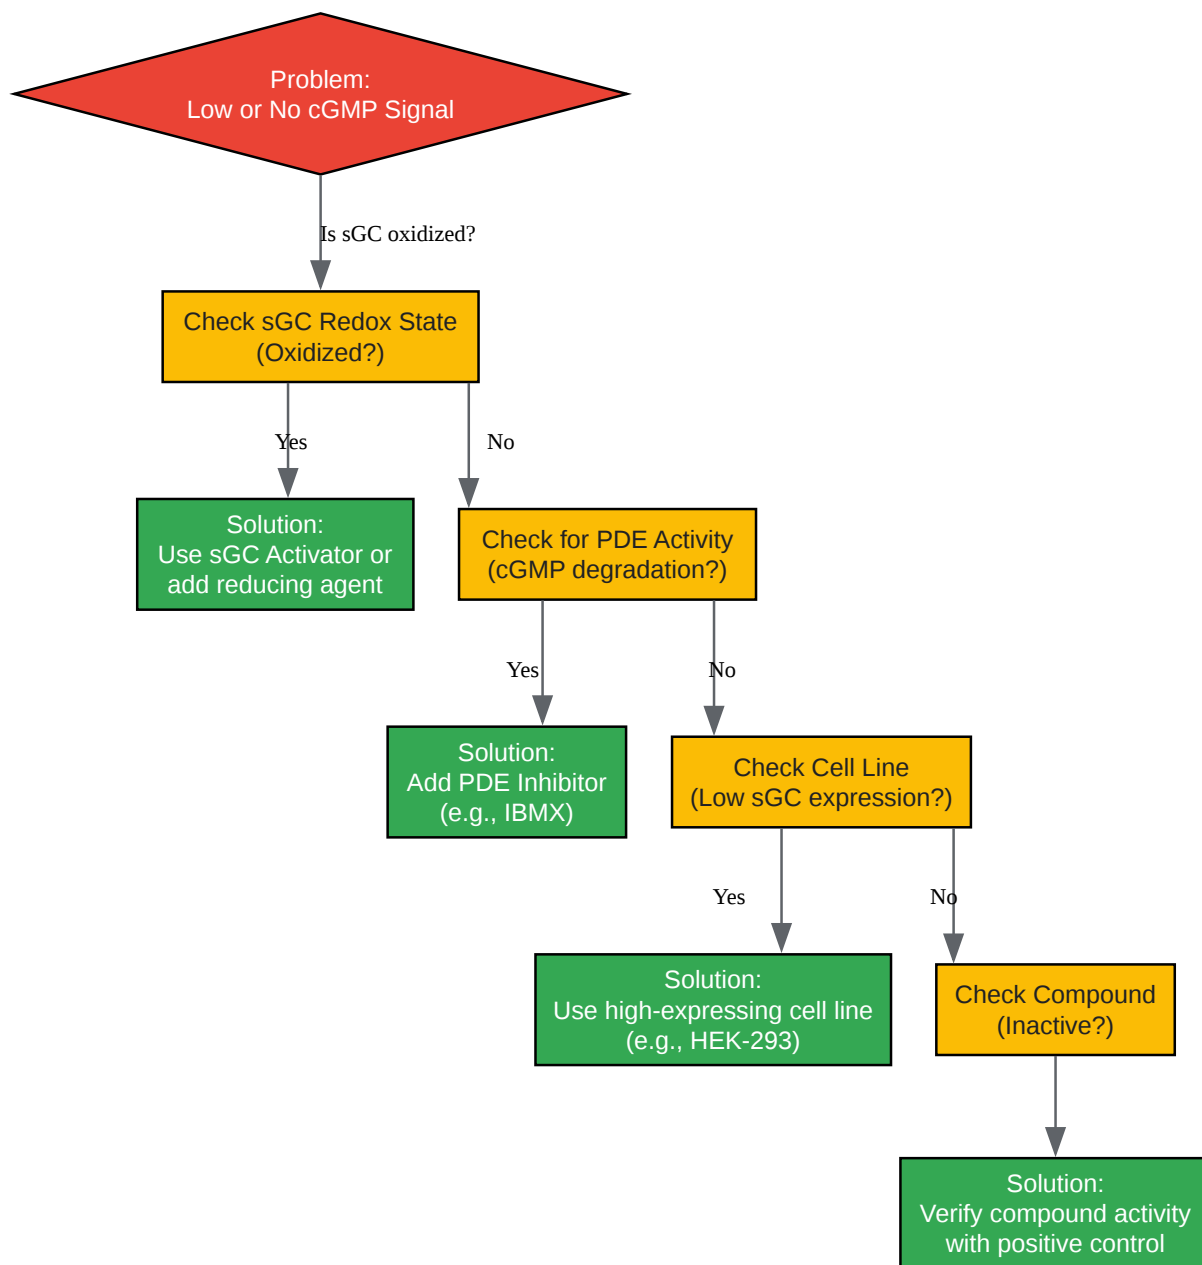 Problem:
Low or No cGMP Signal
Is sGC oxidized?
Check sGC Redox State
(Oxidized?)
Yes
No
Solution:
Use sGC Activator or
add reducing agent
Check for PDE Activity
(cGMP degradation?)
Yes
No
Solution:
Add PDE Inhibitor
(e.g., IBMX)
Check Cell Line
(Low sGC expression?)
Yes
No
Solution:
Use high-expressing cell line
(e.g., HEK-293)
Check Compound
(Inactive?)
Solution:
Verify compound activity
with positive control